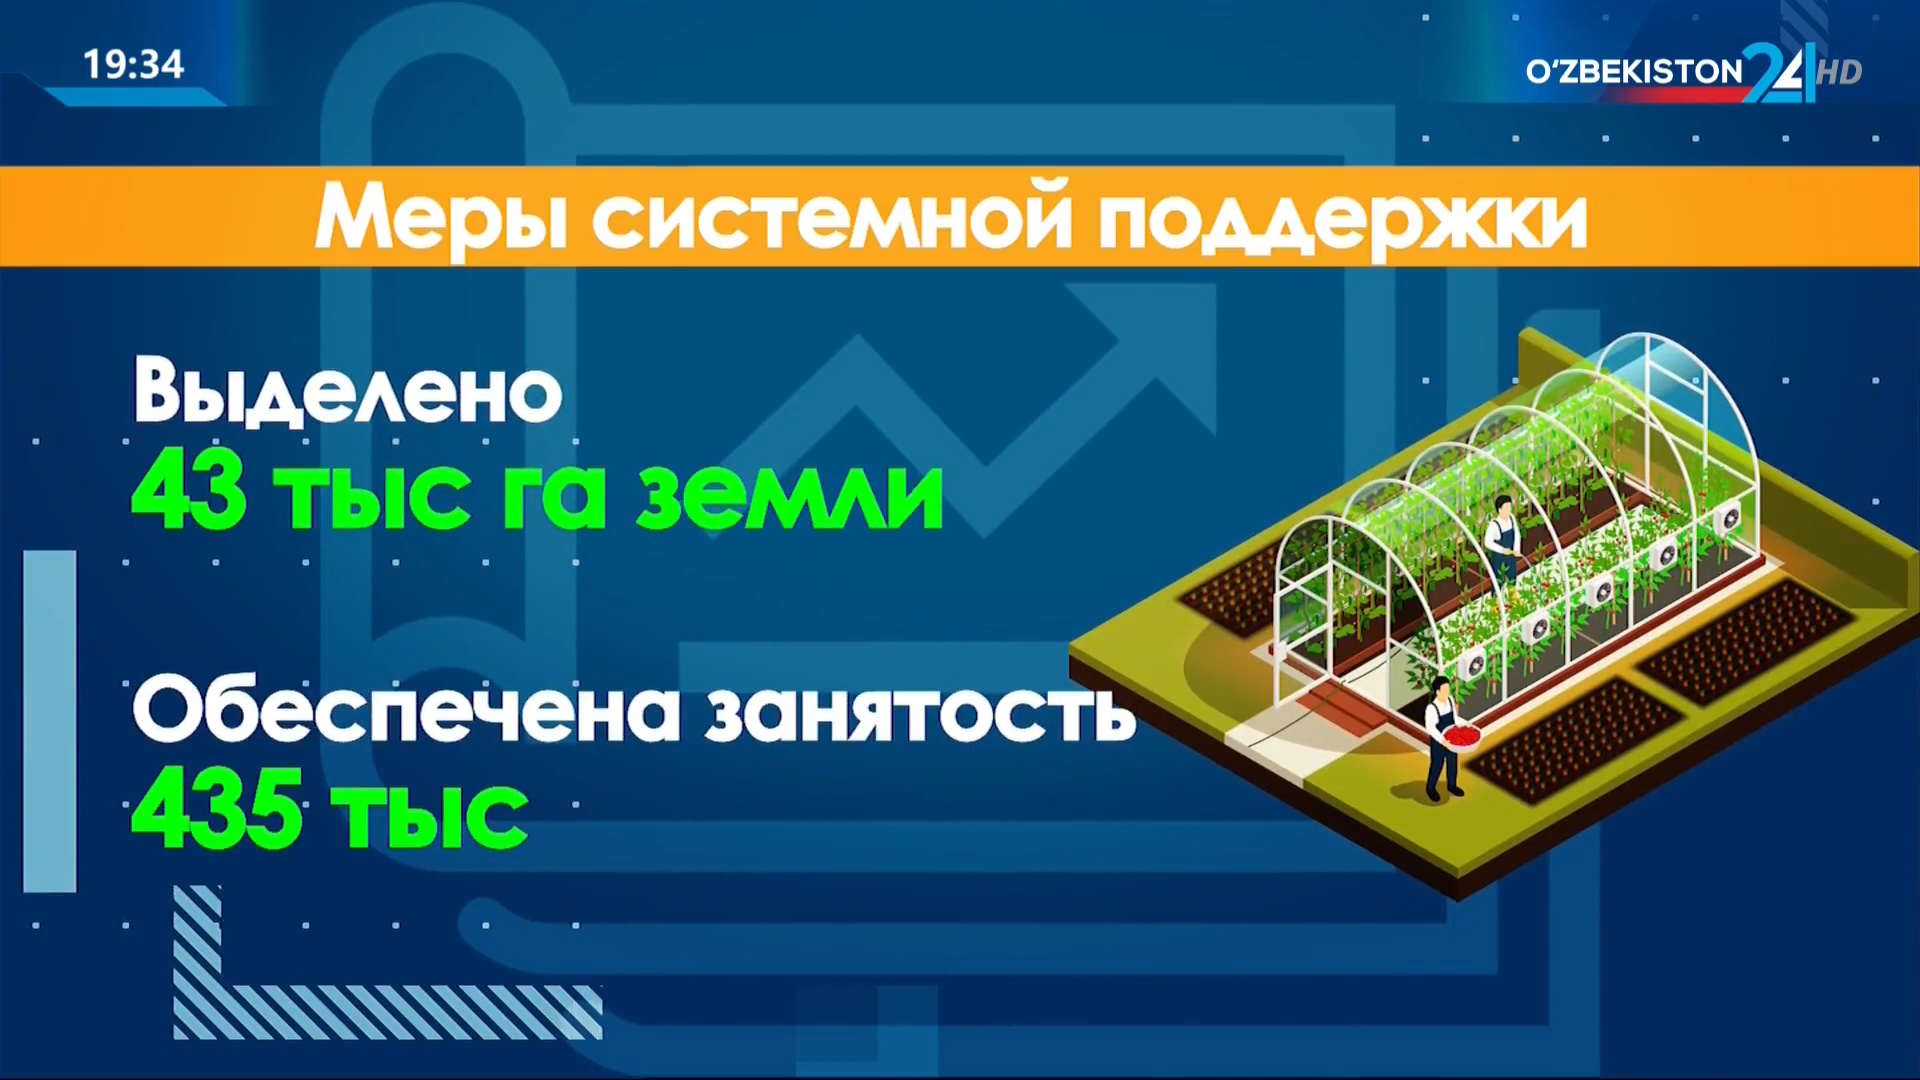 19:34
O‘ZBEKISTON 24 HD
Меры системной поддержки
Выделено
43 тыс га земли
Обеспечена занятость
435 тыс